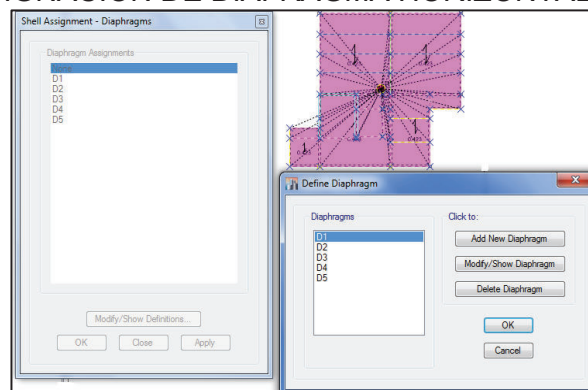 Shell Assignment - Diaphragms
Diaphragm Assignments
None
D1
D2
D3
D4
D5
Modify/Show Definitions...
OK Close Apply
Define Diaphragm
Diaphragms
D1
D2
D3
D4
D5
Click to:
Add New Diaphragm
Modify/Show Diaphragm
Delete Diaphragm
OK
Cancel